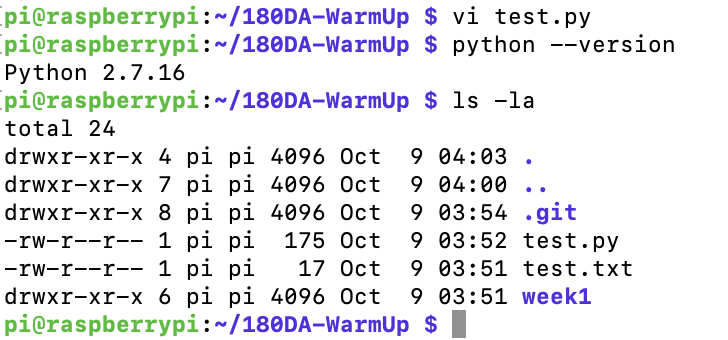 pi@raspberrypi:~/180DA-WarmUp $ vi test.py
pi@raspberrypi:~/180DA-WarmUp $ python --version
Python 2.7.16
pi@raspberrypi:~/180DA-WarmUp $ ls -la
total 24
drwxr-xr-x 4 pi pi 4096 Oct  9 04:03 .
drwxr-xr-x 7 pi pi 4096 Oct  9 04:00 ..
drwxr-xr-x 8 pi pi 4096 Oct  9 03:54 .git
-rw-r--r-- 1 pi pi  175 Oct  9 03:52 test.py
-rw-r--r-- 1 pi pi   17 Oct  9 03:51 test.txt
drwxr-xr-x 6 pi pi 4096 Oct  9 03:51 week1
pi@raspberrypi:~/180DA-WarmUp $